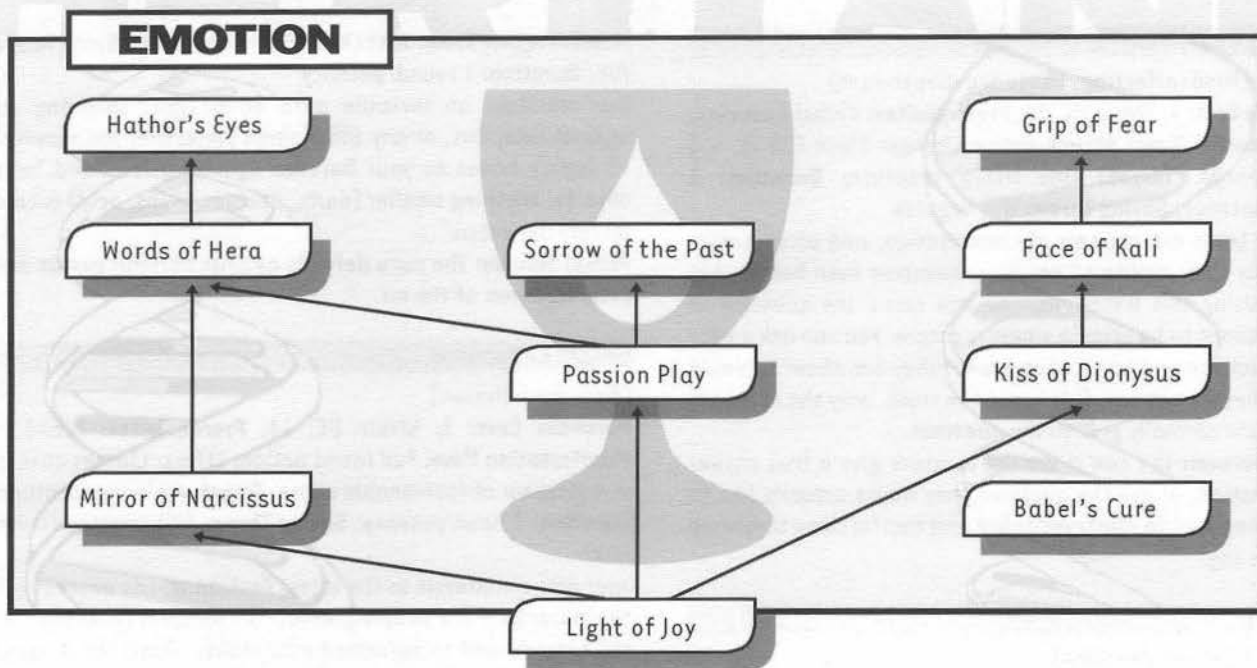 EMOTION
Hathor's Eyes
Grip of Fear
Words of Hera
Sorrow of the Past
Face of Kali
Passion Play
Kiss of Dionysus
Mirror of Narcissus
Babel's Cure
Light of Joy